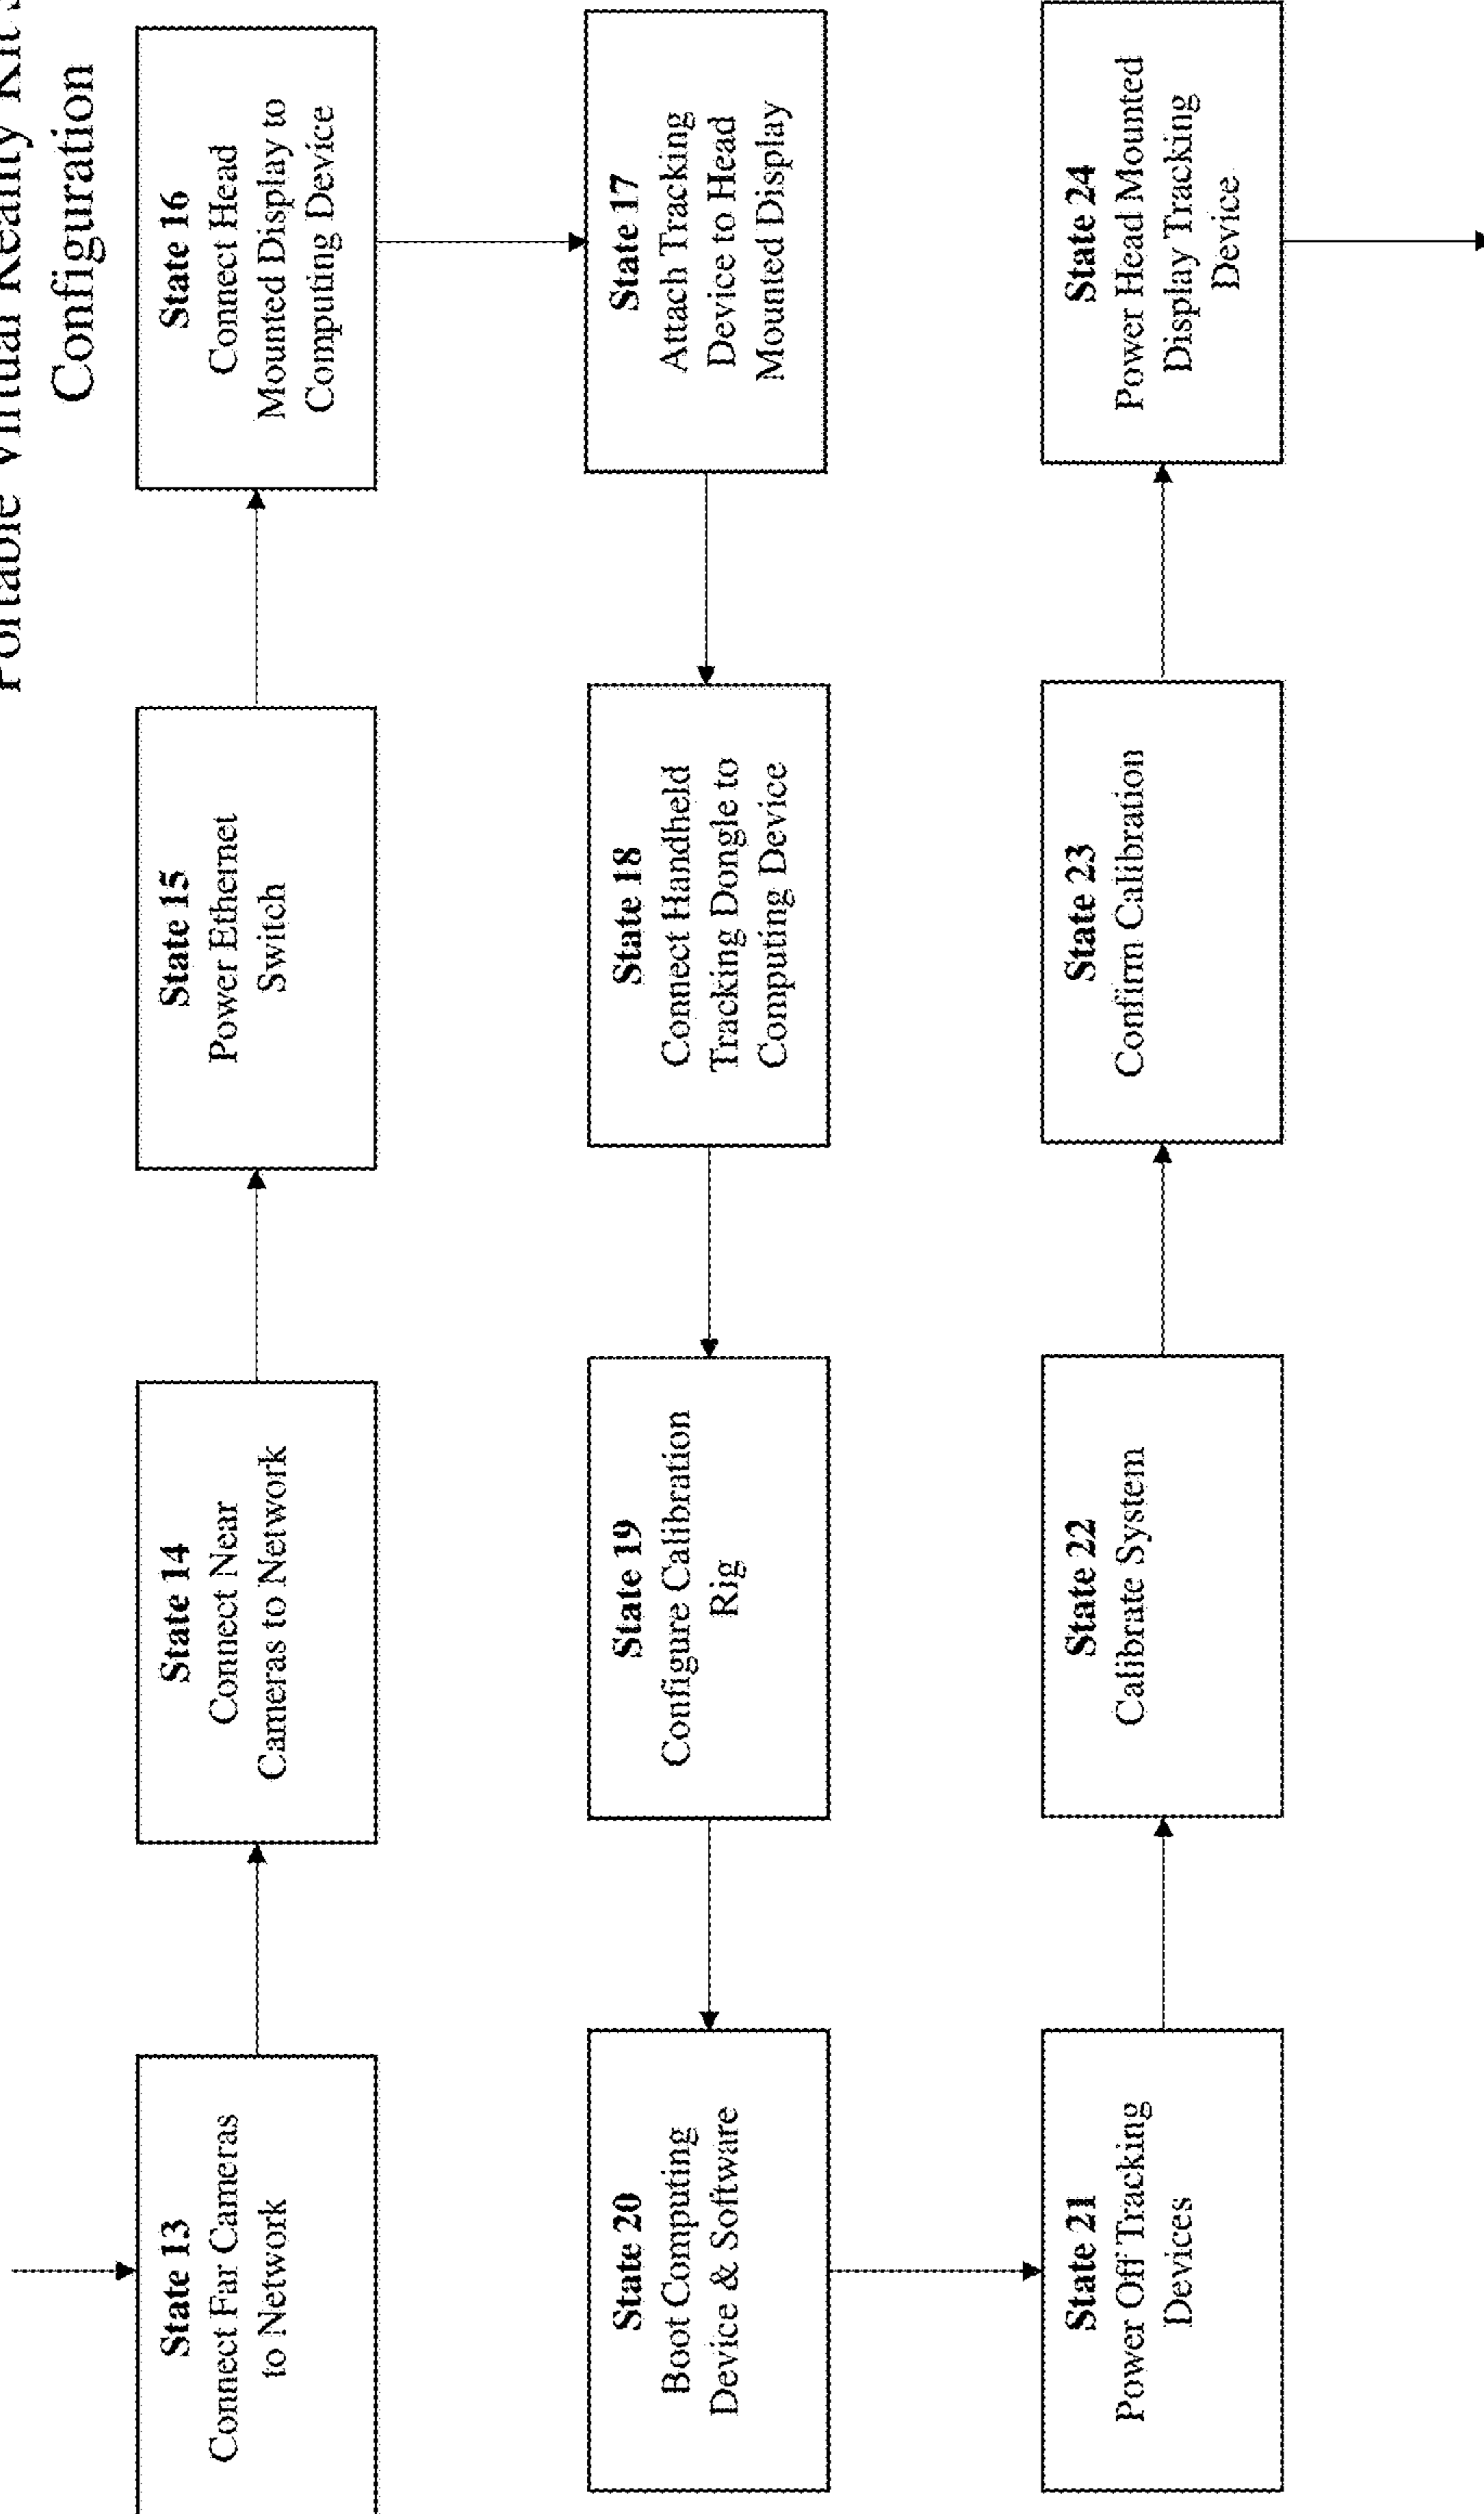 Portable Virtual Reality Kit
Configuration
State 13
Connect Far Cameras
to Network
State 14
Connect Near
Cameras to Network
State 15
Power Ethernet
Switch
State 16
Connect Head
Mounted Display to
Computing Device
State 17
Attach Tracking
Device to Head
Mounted Display
State 18
Connect Handheld
Tracking Dongle to
Computing Device
State 19
Configure Calibration
Rig
State 20
Boot Computing
Device & Software
State 21
Power Off Tracking
Devices
State 22
Calibrate System
State 23
Confirm Calibration
State 24
Power Head Mounted
Display Tracking
Device